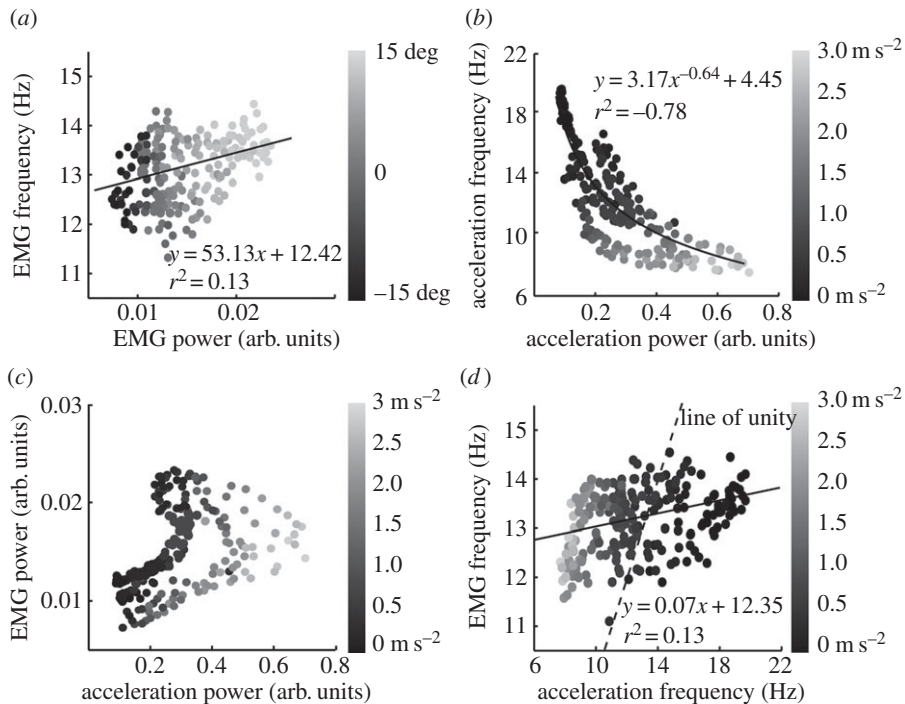 (a)
15
14
13
12
11
EMG frequency (Hz)
0.01
0.02
EMG power (arb. units)
y = 53.13x + 12.42
r² = 0.13
15 deg
0
−15 deg
(b)
22
18
14
10
6
acceleration frequency (Hz)
0.2
0.4
0.6
0.8
acceleration power (arb. units)
y = 3.17x⁻⁰·⁶⁴ + 4.45
r² = −0.78
3.0 m s⁻²
2.5
2.0
1.5
1.0
0.5
0 m s⁻²
(c)
0.03
0.02
0.01
EMG power (arb. units)
0.2
0.4
0.6
0.8
acceleration power (arb. units)
3 m s⁻²
2.5
2.0
1.5
1.0
0.5
0 m s⁻²
(d)
15
14
13
12
11
EMG frequency (Hz)
6
10
14
18
22
acceleration frequency (Hz)
line of unity
y = 0.07x + 12.35
r² = 0.13
3.0 m s⁻²
2.5
2.0
1.5
1.0
0.5
0 m s⁻²